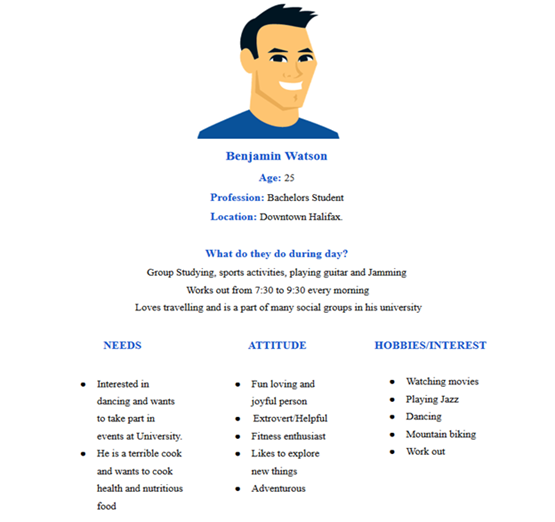 Benjamin Watson
Age: 25
Profession: Bachelors Student
Location: Downtown Halifax.
What do they do during day?
Group Studying, sports activities, playing guitar and Jamming
Works out from 7:30 to 9:30 every morning
Loves travelling and is a part of many social groups in his university
NEEDS
● Interested in
dancing and wants
to take part in
events at University.
● He is a terrible cook
and wants to cook
health and nutritious
food
ATTITUDE
● Fun loving and
joyful person
● Extrovert/Helpful
● Fitness enthusiast
● Likes to explore
new things
● Adventurous
HOBBIES/INTEREST
● Watching movies
● Playing Jazz
● Dancing
● Mountain biking
● Work out